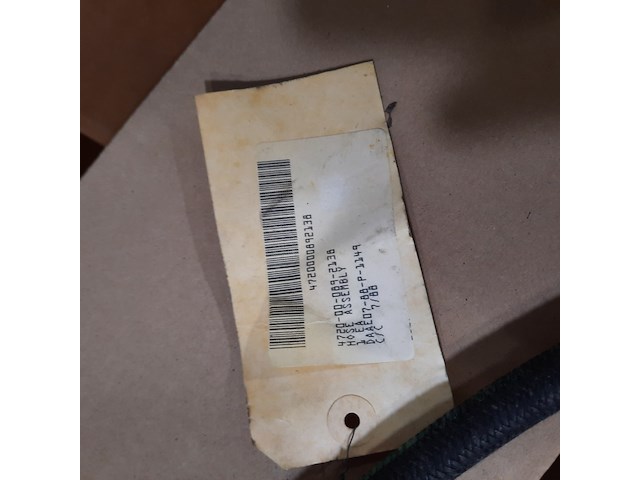 4720000892138
4720-00-089-2138
HOSE ASSEMBLY
1 EA
DAAE07-88-P-1149
C/C 7/88